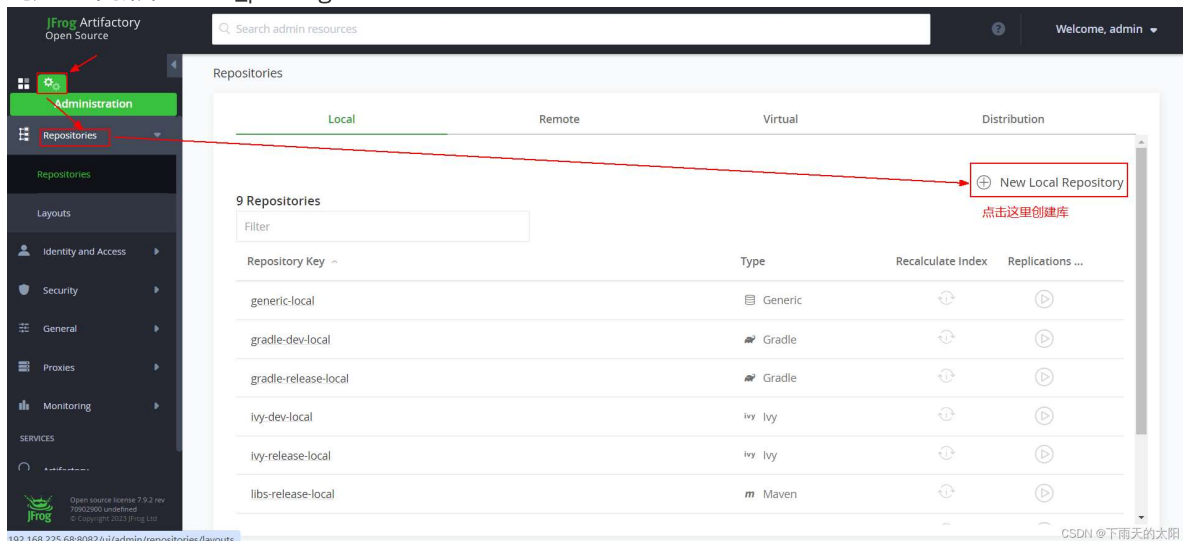 JFrog Artifactory
Open Source
Search admin resources
Welcome, admin
Repositories
Administration
Local Remote Virtual Distribution
Repositories
Repositories
New Local Repository
9 Repositories
点击这里创建库
Layouts
Filter
Identity and Access
Repository Key Type Recalculate Index Replications ...
Security
generic-local Generic
General
gradle-dev-local Gradle
Proxies
gradle-release-local Gradle
Monitoring
ivy-dev-local ivy Ivy
SERVICES
ivy-release-local ivy Ivy
libs-release-local m Maven
Open source license 7.9.2 rev
70902900 undefined
© Copyright 2023 JFrog Ltd
JFrog
192.168.225.68:8082/ui/admin/repositories/layouts
CSDN @下雨天的太阳